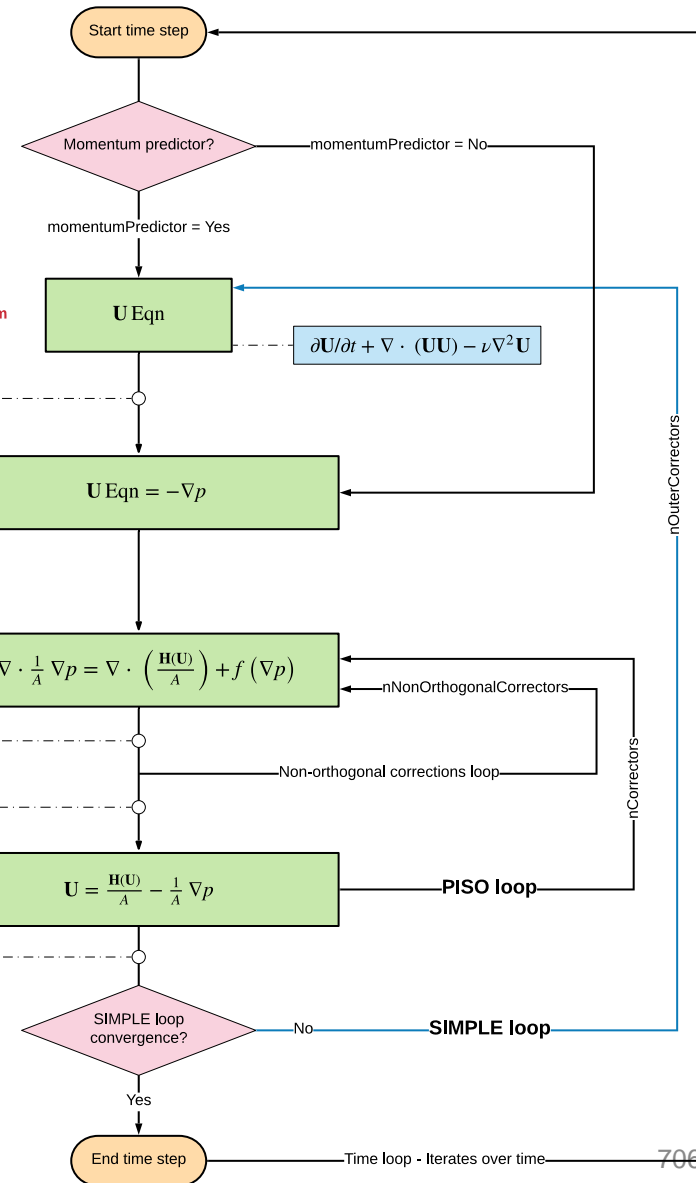 Start time step
Momentum predictor?
momentumPredictor = No
momentumPredictor = Yes
m
U Eqn
∂U/∂t + ∇ · (UU) − ν∇²U
nOuterCorrectors
U Eqn = −∇p
∇ · 1/A ∇p = ∇ · (H(U)/A) + f (∇p)
nNonOrthogonalCorrectors
Non-orthogonal corrections loop
nCorrectors
U = H(U)/A − 1/A ∇p
PISO loop
SIMPLE loop
convergence?
No
SIMPLE loop
Yes
End time step
Time loop - Iterates over time
706